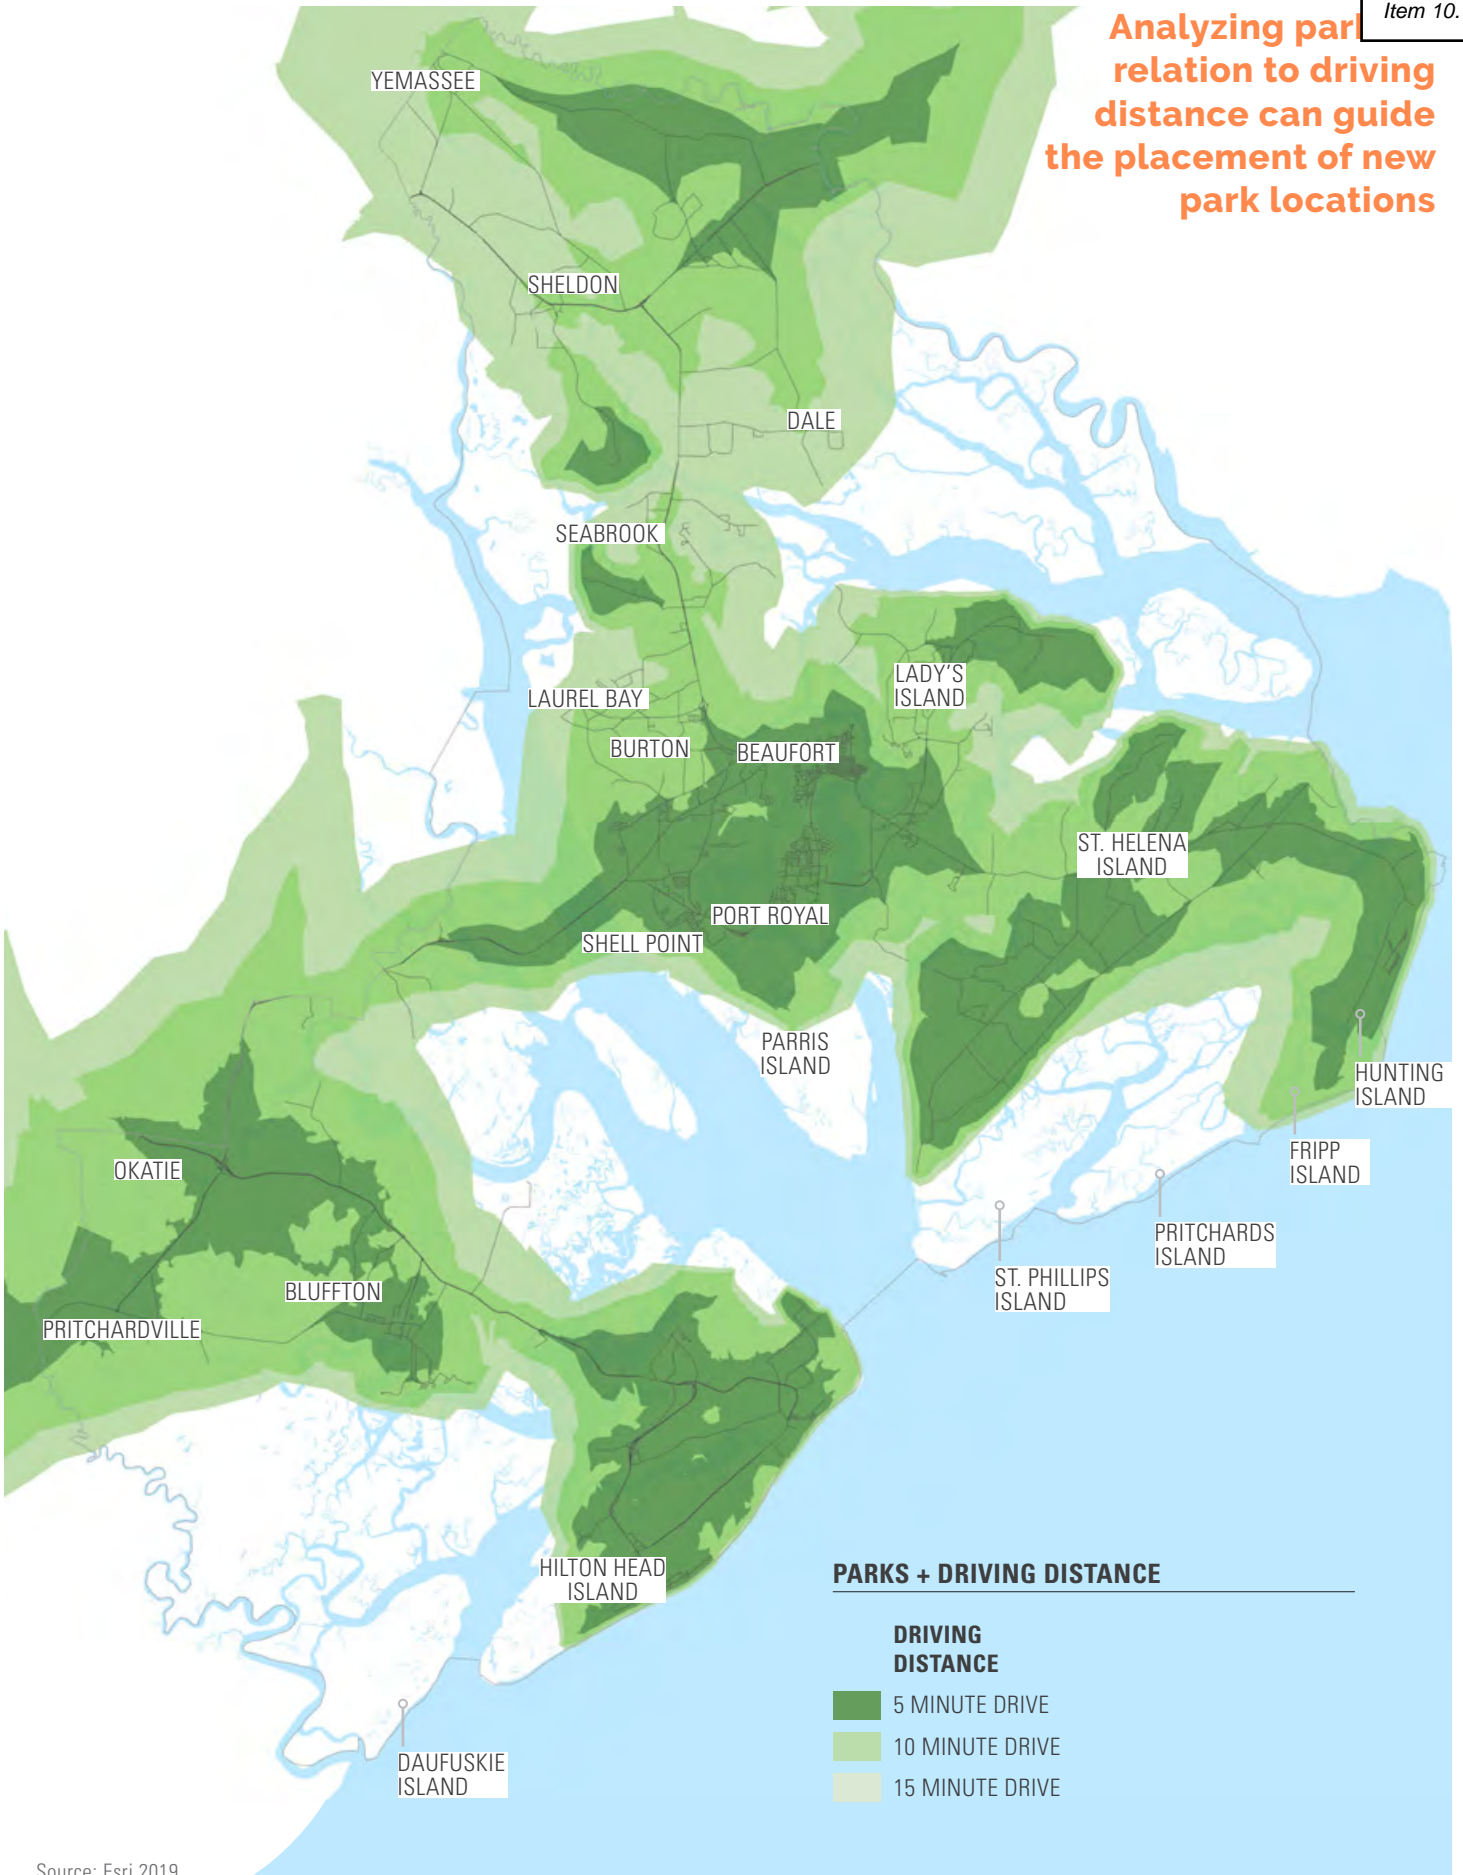 Item 10.
Analyzing par
relation to driving
distance can guide
the placement of new
park locations
YEMASSEE
SHELDON
DALE
SEABROOK
LADY'S
ISLAND
LAUREL BAY
BURTON
BEAUFORT
ST. HELENA
ISLAND
PORT ROYAL
SHELL POINT
PARRIS
ISLAND
HUNTING
ISLAND
FRIPP
ISLAND
OKATIE
PRITCHARDS
ISLAND
ST. PHILLIPS
ISLAND
BLUFFTON
PRITCHARDVILLE
HILTON HEAD
ISLAND
DAUFUSKIE
ISLAND
PARKS + DRIVING DISTANCE
DRIVING
DISTANCE
5 MINUTE DRIVE
10 MINUTE DRIVE
15 MINUTE DRIVE
Source: Esri 2019